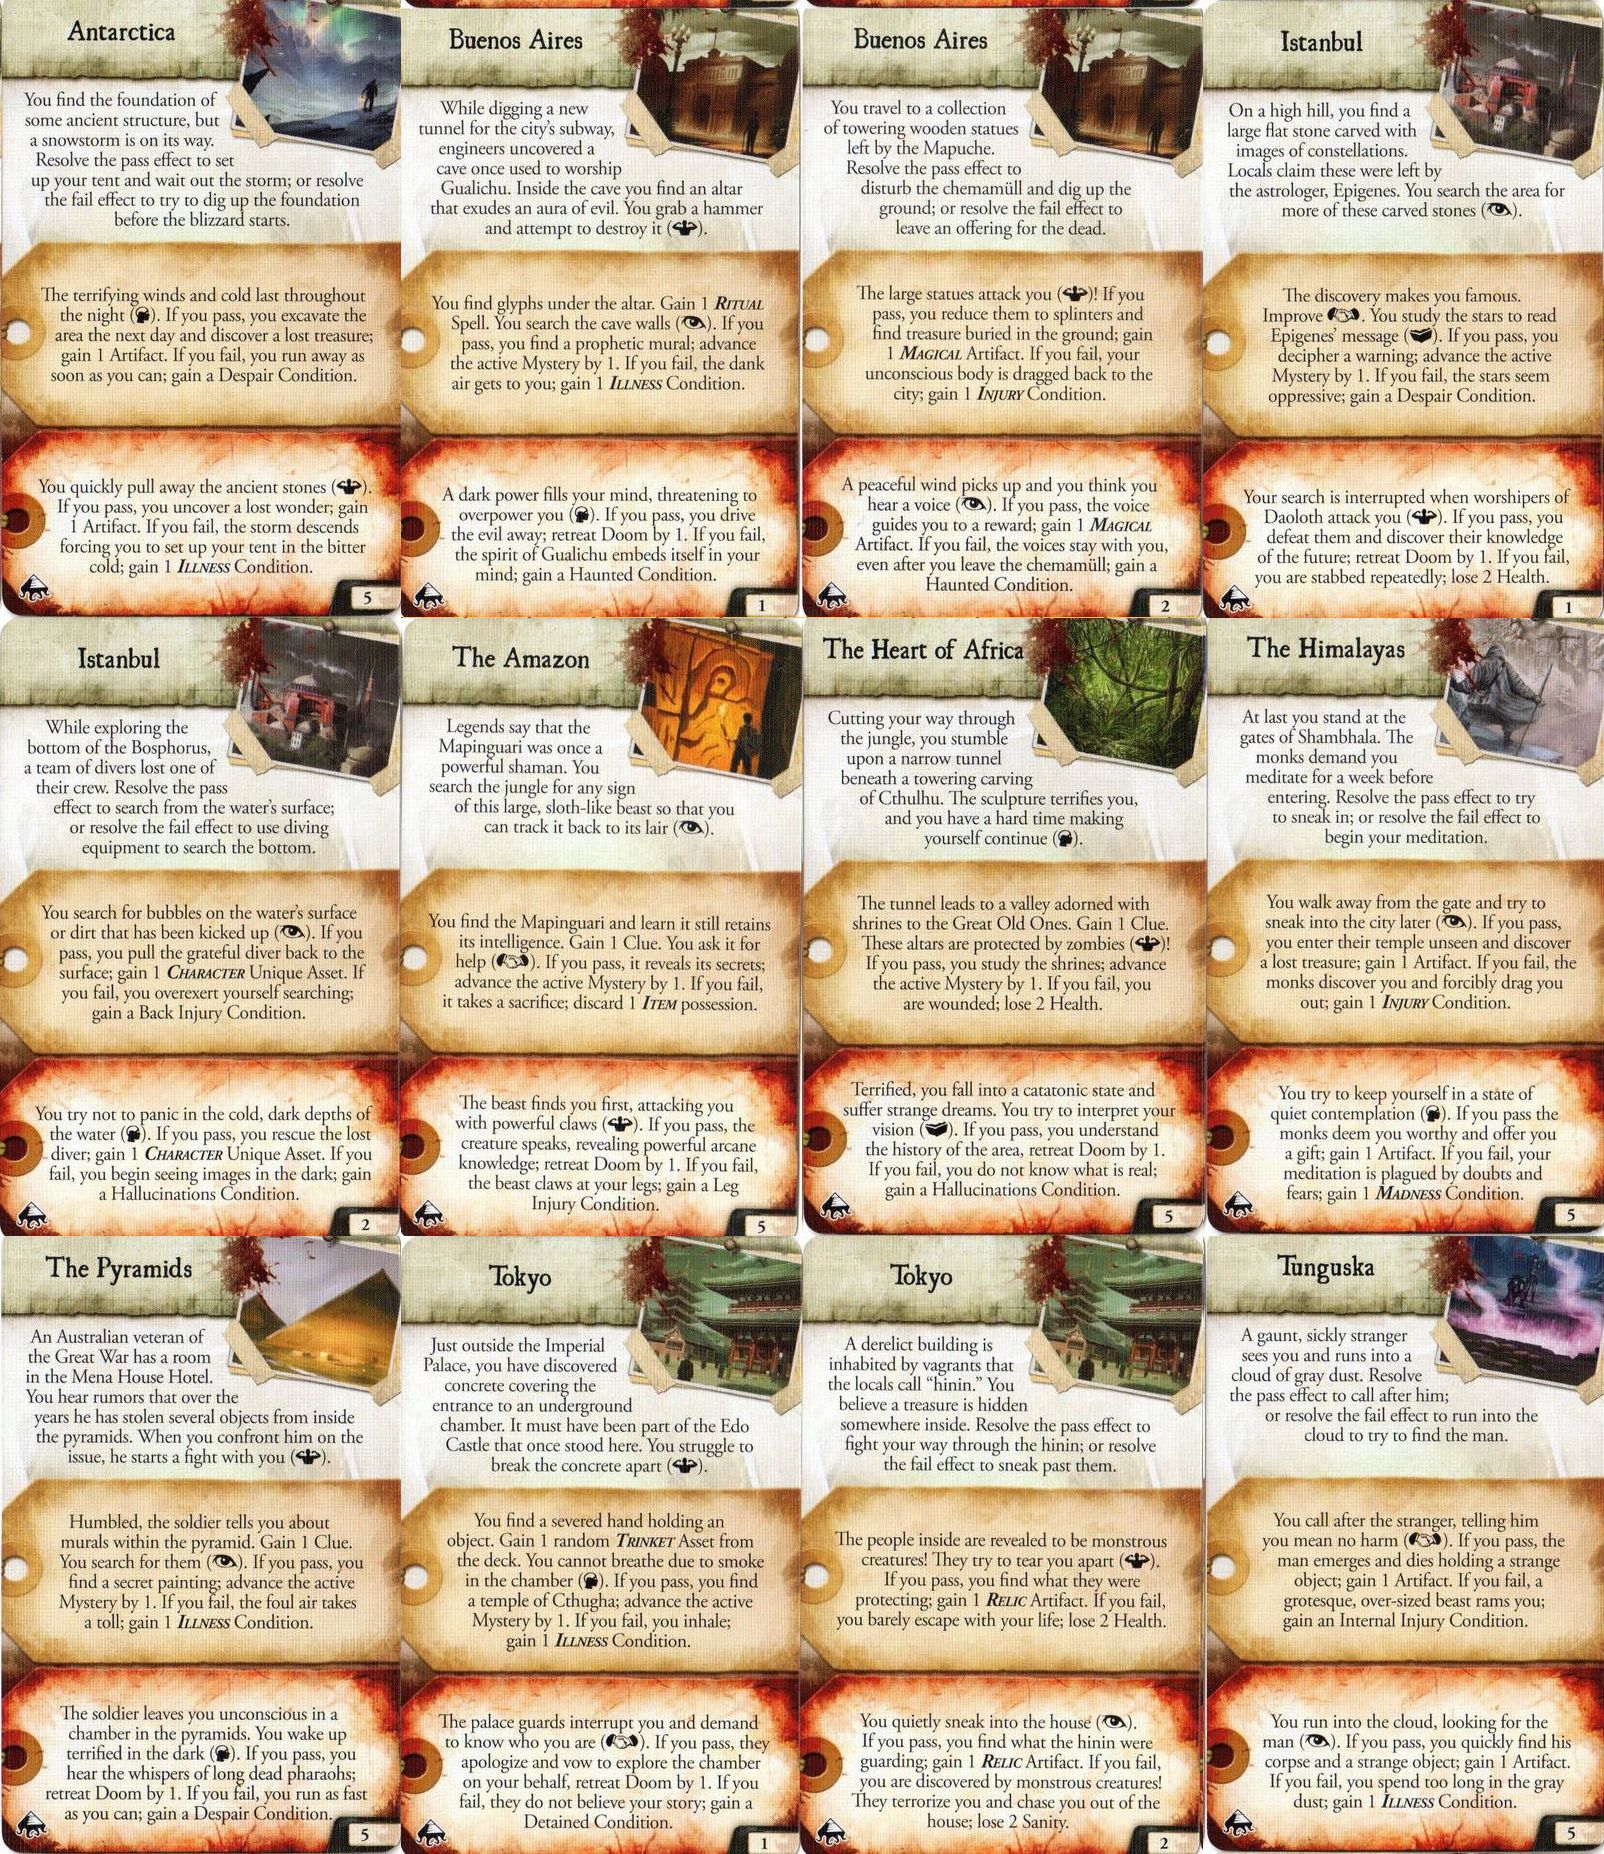 Antarctica
You find the foundation of
some ancient structure, but
a snowstorm is on its way.
Resolve the pass effect to set
up your tent and wait out the storm; or resolve
the fail effect to try to dig up the foundation
before the blizzard starts.
The terrifying winds and cold last throughout
the night ( ). If you pass, you excavate the
area the next day and discover a lost treasure;
gain 1 Artifact. If you fail, you run away as
soon as you can; gain a Despair Condition.
You quickly pull away the ancient stones ( ).
If you pass, you uncover a lost wonder; gain
1 Artifact. If you fail, the storm descends
forcing you to set up your tent in the bitter
cold; gain 1 ILLNESS Condition.
5
Buenos Aires
While digging a new
tunnel for the city's subway,
engineers uncovered a
cave once used to worship
Gualichu. Inside the cave you find an altar
that exudes an aura of evil. You grab a hammer
and attempt to destroy it ( ).
You find glyphs under the altar. Gain 1 RITUAL
Spell. You search the cave walls ( ). If you
pass, you find a prophetic mural; advance
the active Mystery by 1. If you fail, the dank
air gets to you; gain 1 ILLNESS Condition.
A dark power fills your mind, threatening to
overpower you ( ). If you pass, you drive
the evil away; retreat Doom by 1. If you fail,
the spirit of Gualichu embeds itself in your
mind; gain a Haunted Condition.
1
Buenos Aires
You travel to a collection
of towering wooden statues
left by the Mapuche.
Resolve the pass effect to
disturb the chemamüll and dig up the
ground; or resolve the fail effect to
leave an offering for the dead.
The large statues attack you ( )! If you
pass, you reduce them to splinters and
find treasure buried in the ground; gain
1 MAGICAL Artifact. If you fail, your
unconscious body is dragged back to the
city; gain 1 INJURY Condition.
A peaceful wind picks up and you think you
hear a voice ( ). If you pass, the voice
guides you to a reward; gain 1 MAGICAL
Artifact. If you fail, the voices stay with you,
even after you leave the chemamüll; gain a
Haunted Condition.
2
Istanbul
On a high hill, you find a
large flat stone carved with
images of constellations.
Locals claim these were left by
the astrologer, Epigenes. You search the area for
more of these carved stones ( ).
The discovery makes you famous.
Improve . You study the stars to read
Epigenes' message ( ). If you pass, you
decipher a warning; advance the active
Mystery by 1. If you fail, the stars seem
oppressive; gain a Despair Condition.
Your search is interrupted when worshipers of
Daoloth attack you ( ). If you pass, you
defeat them and discover their knowledge
of the future; retreat Doom by 1. If you fail,
you are stabbed repeatedly; lose 2 Health.
1
Istanbul
While exploring the
bottom of the Bosphorus,
a team of divers lost one of
their crew. Resolve the pass
effect to search from the water's surface;
or resolve the fail effect to use diving
equipment to search the bottom.
You search for bubbles on the water's surface
or dirt that has been kicked up ( ). If you
pass, you pull the grateful diver back to the
surface; gain 1 CHARACTER Unique Asset. If
you fail, you overexert yourself searching;
gain a Back Injury Condition.
You try not to panic in the cold, dark depths of
the water ( ). If you pass, you rescue the lost
diver; gain 1 CHARACTER Unique Asset. If you
fail, you begin seeing images in the dark; gain
a Hallucinations Condition.
2
The Amazon
Legends say that the
Mapinguari was once a
powerful shaman. You
search the jungle for any sign
of this large, sloth-like beast so that you
can track it back to its lair ( ).
You find the Mapinguari and learn it still retains
its intelligence. Gain 1 Clue. You ask it for
help ( ). If you pass, it reveals its secrets;
advance the active Mystery by 1. If you fail,
it takes a sacrifice; discard 1 ITEM possession.
The beast finds you first, attacking you
with powerful claws ( ). If you pass, the
creature speaks, revealing powerful arcane
knowledge; retreat Doom by 1. If you fail,
the beast claws at your legs; gain a Leg
Injury Condition.
5
The Heart of Africa
Cutting your way through
the jungle, you stumble
upon a narrow tunnel
beneath a towering carving
of Cthulhu. The sculpture terrifies you,
and you have a hard time making
yourself continue ( ).
The tunnel leads to a valley adorned with
shrines to the Great Old Ones. Gain 1 Clue.
These altars are protected by zombies ( )!
If you pass, you study the shrines; advance
the active Mystery by 1. If you fail, you
are wounded; lose 2 Health.
Terrified, you fall into a catatonic state and
suffer strange dreams. You try to interpret your
vision ( ). If you pass, you understand
the history of the area, retreat Doom by 1.
If you fail, you do not know what is real;
gain a Hallucinations Condition.
5
The Himalayas
At last you stand at the
gates of Shambhala. The
monks demand you
meditate for a week before
entering. Resolve the pass effect to try
to sneak in; or resolve the fail effect to
begin your meditation.
You walk away from the gate and try to
sneak into the city later ( ). If you pass,
you enter their temple unseen and discover
a lost treasure; gain 1 Artifact. If you fail, the
monks discover you and forcibly drag you
out; gain 1 INJURY Condition.
You try to keep yourself in a state of
quiet contemplation ( ). If you pass the
monks deem you worthy and offer you
a gift; gain 1 Artifact. If you fail, your
meditation is plagued by doubts and
fears; gain 1 MADNESS Condition.
5
The Pyramids
An Australian veteran of
the Great War has a room
in the Mena House Hotel.
You hear rumors that over the
years he has stolen several objects from inside
the pyramids. When you confront him on the
issue, he starts a fight with you ( ).
Humbled, the soldier tells you about
murals within the pyramid. Gain 1 Clue.
You search for them ( ). If you pass, you
find a secret painting; advance the active
Mystery by 1. If you fail, the foul air takes
a toll; gain 1 ILLNESS Condition.
The soldier leaves you unconscious in a
chamber in the pyramids. You wake up
terrified in the dark ( ). If you pass, you
hear the whispers of long dead pharaohs;
retreat Doom by 1. If you fail, you run as fast
as you can; gain a Despair Condition.
5
Tokyo
Just outside the Imperial
Palace, you have discovered
concrete covering the
entrance to an underground
chamber. It must have been part of the Edo
Castle that once stood here. You struggle to
break the concrete apart ( ).
You find a severed hand holding an
object. Gain 1 random TRINKET Asset from
the deck. You cannot breathe due to smoke
in the chamber ( ). If you pass, you find
a temple of Cthugha; advance the active
Mystery by 1. If you fail, you inhale;
gain 1 ILLNESS Condition.
The palace guards interrupt you and demand
to know who you are ( ). If you pass, they
apologize and vow to explore the chamber
on your behalf, retreat Doom by 1. If you
fail, they do not believe your story; gain a
Detained Condition.
1
Tokyo
A derelict building is
inhabited by vagrants that
the locals call “hinin.” You
believe a treasure is hidden
somewhere inside. Resolve the pass effect to
fight your way through the hinin; or resolve
the fail effect to sneak past them.
The people inside are revealed to be monstrous
creatures! They try to tear you apart ( ).
If you pass, you find what they were
protecting; gain 1 RELIC Artifact. If you fail,
you barely escape with your life; lose 2 Health.
You quietly sneak into the house ( ).
If you pass, you find what the hinin were
guarding; gain 1 RELIC Artifact. If you fail,
you are discovered by monstrous creatures!
They terrorize you and chase you out of the
house; lose 2 Sanity.
2
Tunguska
A gaunt, sickly stranger
sees you and runs into a
cloud of gray dust. Resolve
the pass effect to call after him;
or resolve the fail effect to run into the
cloud to try to find the man.
You call after the stranger, telling him
you mean no harm ( ). If you pass, the
man emerges and dies holding a strange
object; gain 1 Artifact. If you fail, a
grotesque, over-sized beast rams you;
gain an Internal Injury Condition.
You run into the cloud, looking for the
man ( ). If you pass, you quickly find his
corpse and a strange object; gain 1 Artifact.
If you fail, you spend too long in the gray
dust; gain 1 ILLNESS Condition.
5